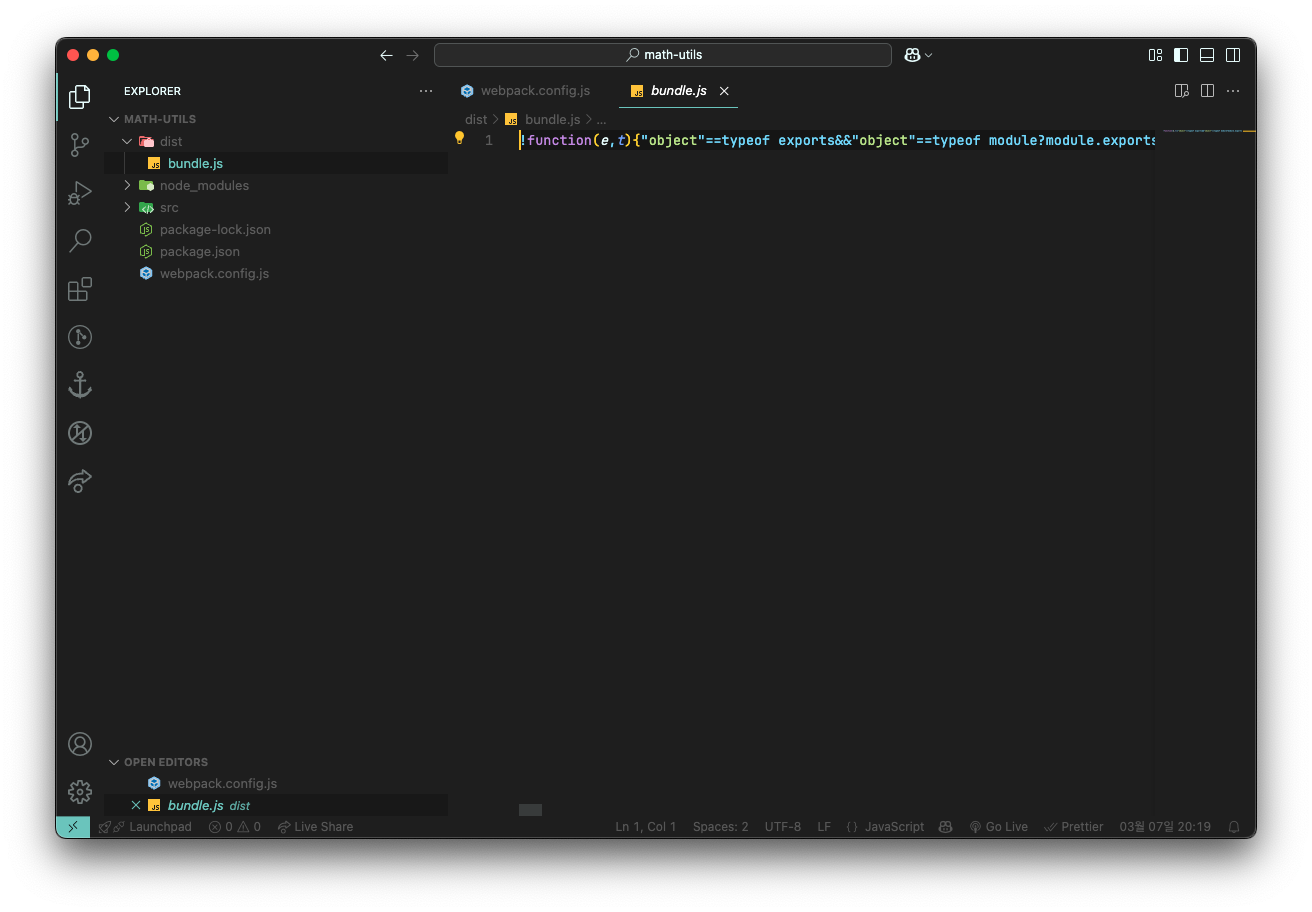 math-utils
EXPLORER
MATH-UTILS
dist
bundle.js
node_modules
src
package-lock.json
package.json
webpack.config.js
OPEN EDITORS
webpack.config.js
bundle.js dist
webpack.config.js
bundle.js
dist > bundle.js > ...
1 !function(e,t){"object"==typeof exports&&"object"==typeof module?module.exports
Launchpad 0 0 Live Share Ln 1, Col 1 Spaces: 2 UTF-8 LF {} JavaScript Go Live Prettier 03월 07일 20:19